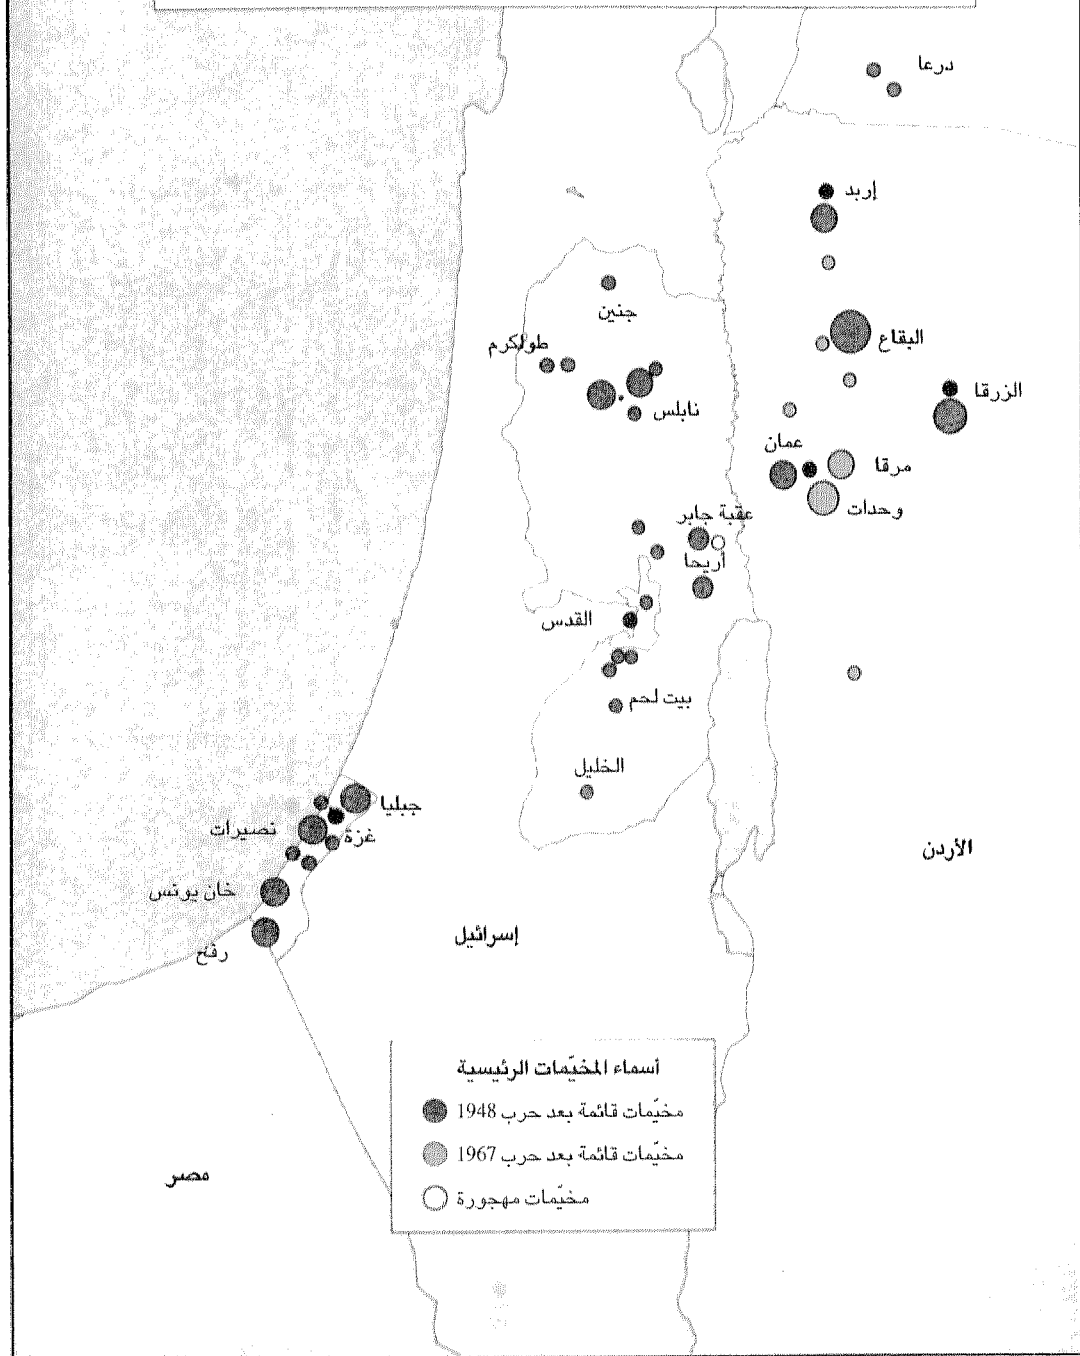 درعا
إربد
جنين
طولكرم
البقاع
الزرقا
نابلس
عمان
مرقا
وحدات
عقبة جابر
أريحا
القدس
بيت لحم
الخليل
جبليا
نصيرات
غزة
الأردن
خان يونس
إسرائيل
رفح
أسماء المخيّمات الرئيسية
مخيّمات قائمة بعد حرب 1948
مخيّمات قائمة بعد حرب 1967
مخيّمات مهجورة
مصر